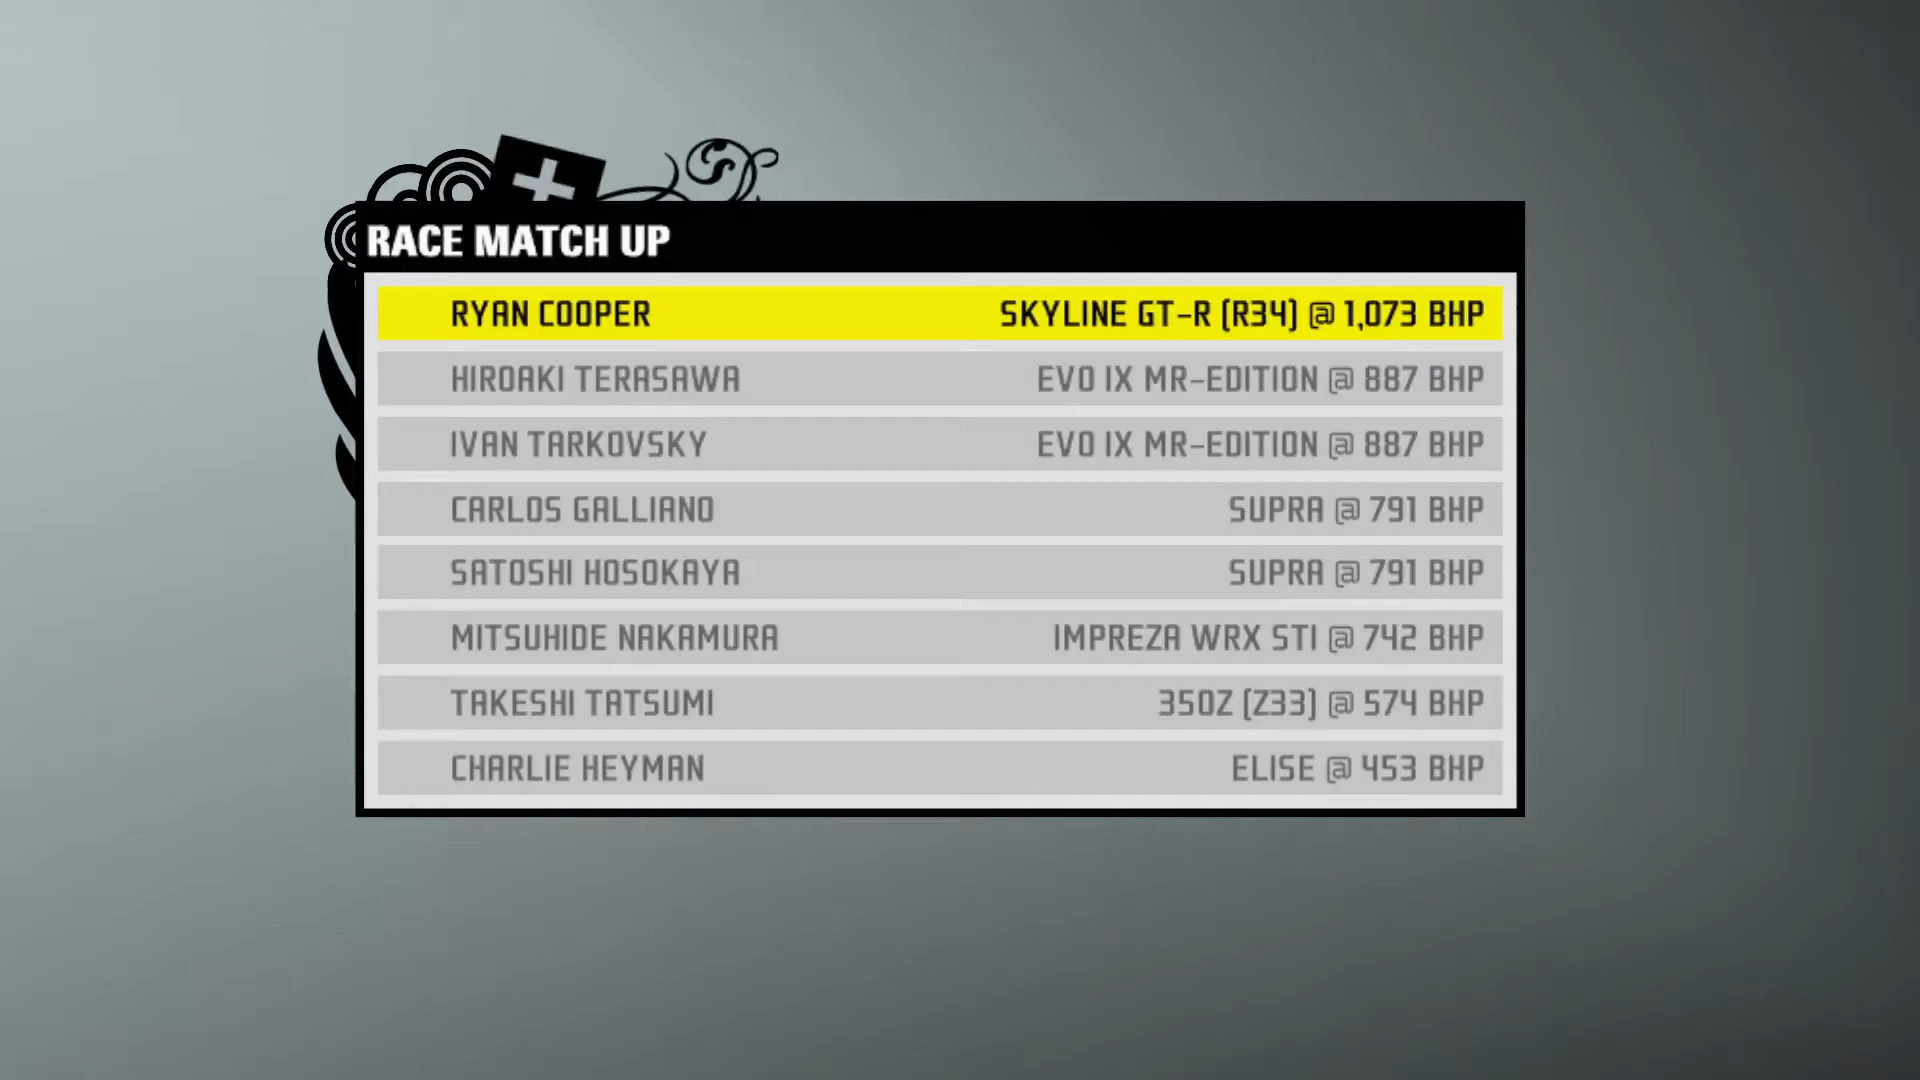 RACE MATCH UP
RYAN COOPER SKYLINE GT-R (R34) @ 1,073 BHP
HIROAKI TERASAWA EVO IX MR-EDITION @ 887 BHP
IVAN TARKOVSKY EVO IX MR-EDITION @ 887 BHP
CARLOS GALLIANO SUPRA @ 791 BHP
SATOSHI HOSOKAYA SUPRA @ 791 BHP
MITSUHIDE NAKAMURA IMPREZA WRX STI @ 742 BHP
TAKESHI TATSUMI 350Z (Z33) @ 574 BHP
CHARLIE HEYMAN ELISE @ 453 BHP